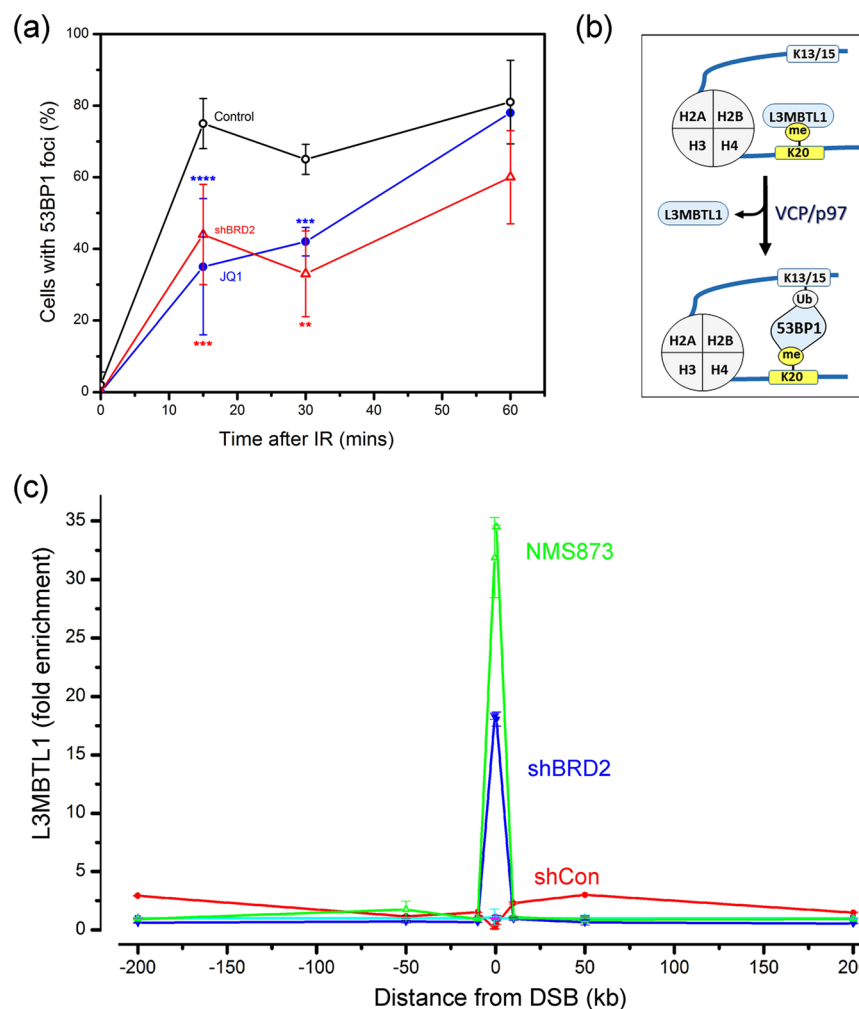 (a)
100
80
60
40
20
0
Cells with 53BP1 foci (%)
Control
****
shBRD2
***
JQ1
***
**
0 10 20 30 40 50 60
Time after IR (mins)
(b)
K13/15
H2A H2B
H3 H4
L3MBTL1
me
K20
L3MBTL1
VCP/p97
K13/15
Ub
53BP1
H2A H2B
H3 H4
me
K20
(c)
35
30
25
20
15
10
5
0
L3MBTL1 (fold enrichment)
NMS873
shBRD2
shCon
-200 -150 -100 -50 0 50 100 150 200
Distance from DSB (kb)